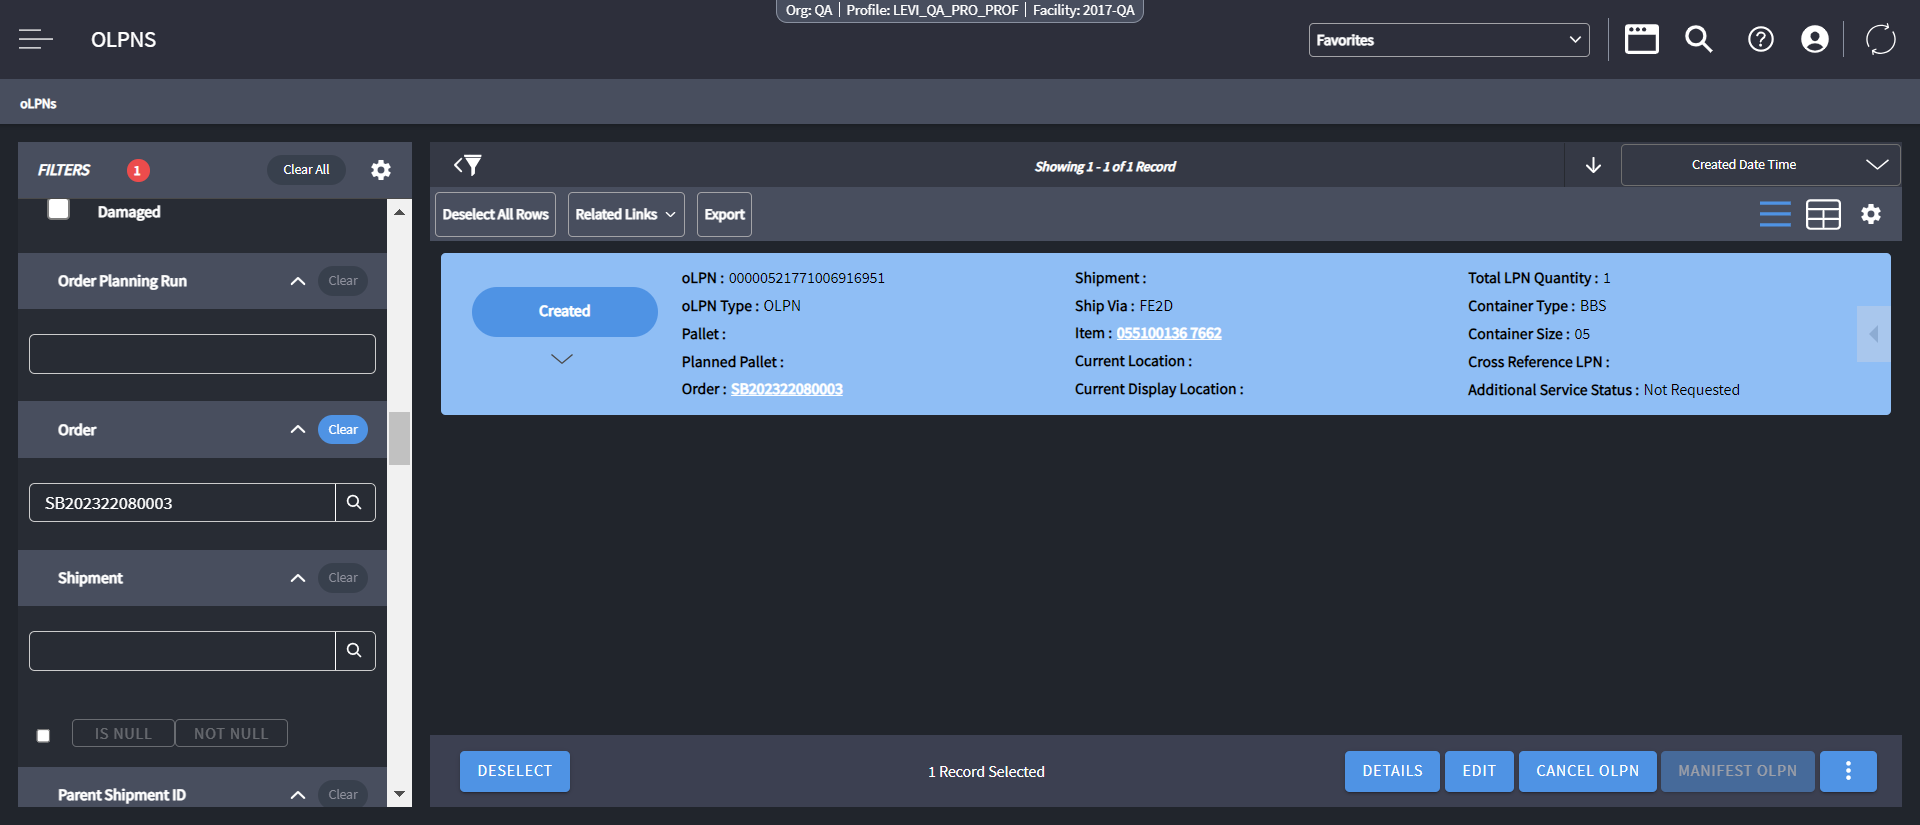 Org: QA | Profile: LEVI_QA_PRO_PROF | Facility: 2017-QA
OLPNS
Favorites
oLPNs
FILTERS 1 Clear All
Damaged
Order Planning Run Clear
Order Clear
SB202322080003
Shipment Clear
IS NULL NOT NULL
Parent Shipment ID Clear
Showing 1 - 1 of 1 Record
Created Date Time
Deselect All Rows Related Links Export
Created
oLPN : 00000521771006916951
oLPN Type : OLPN
Pallet :
Planned Pallet :
Order : SB202322080003
Shipment :
Ship Via : FE2D
Item : 055100136 7662
Current Location :
Current Display Location :
Total LPN Quantity : 1
Container Type : BBS
Container Size : 05
Cross Reference LPN :
Additional Service Status : Not Requested
DESELECT 1 Record Selected DETAILS EDIT CANCEL OLPN MANIFEST OLPN